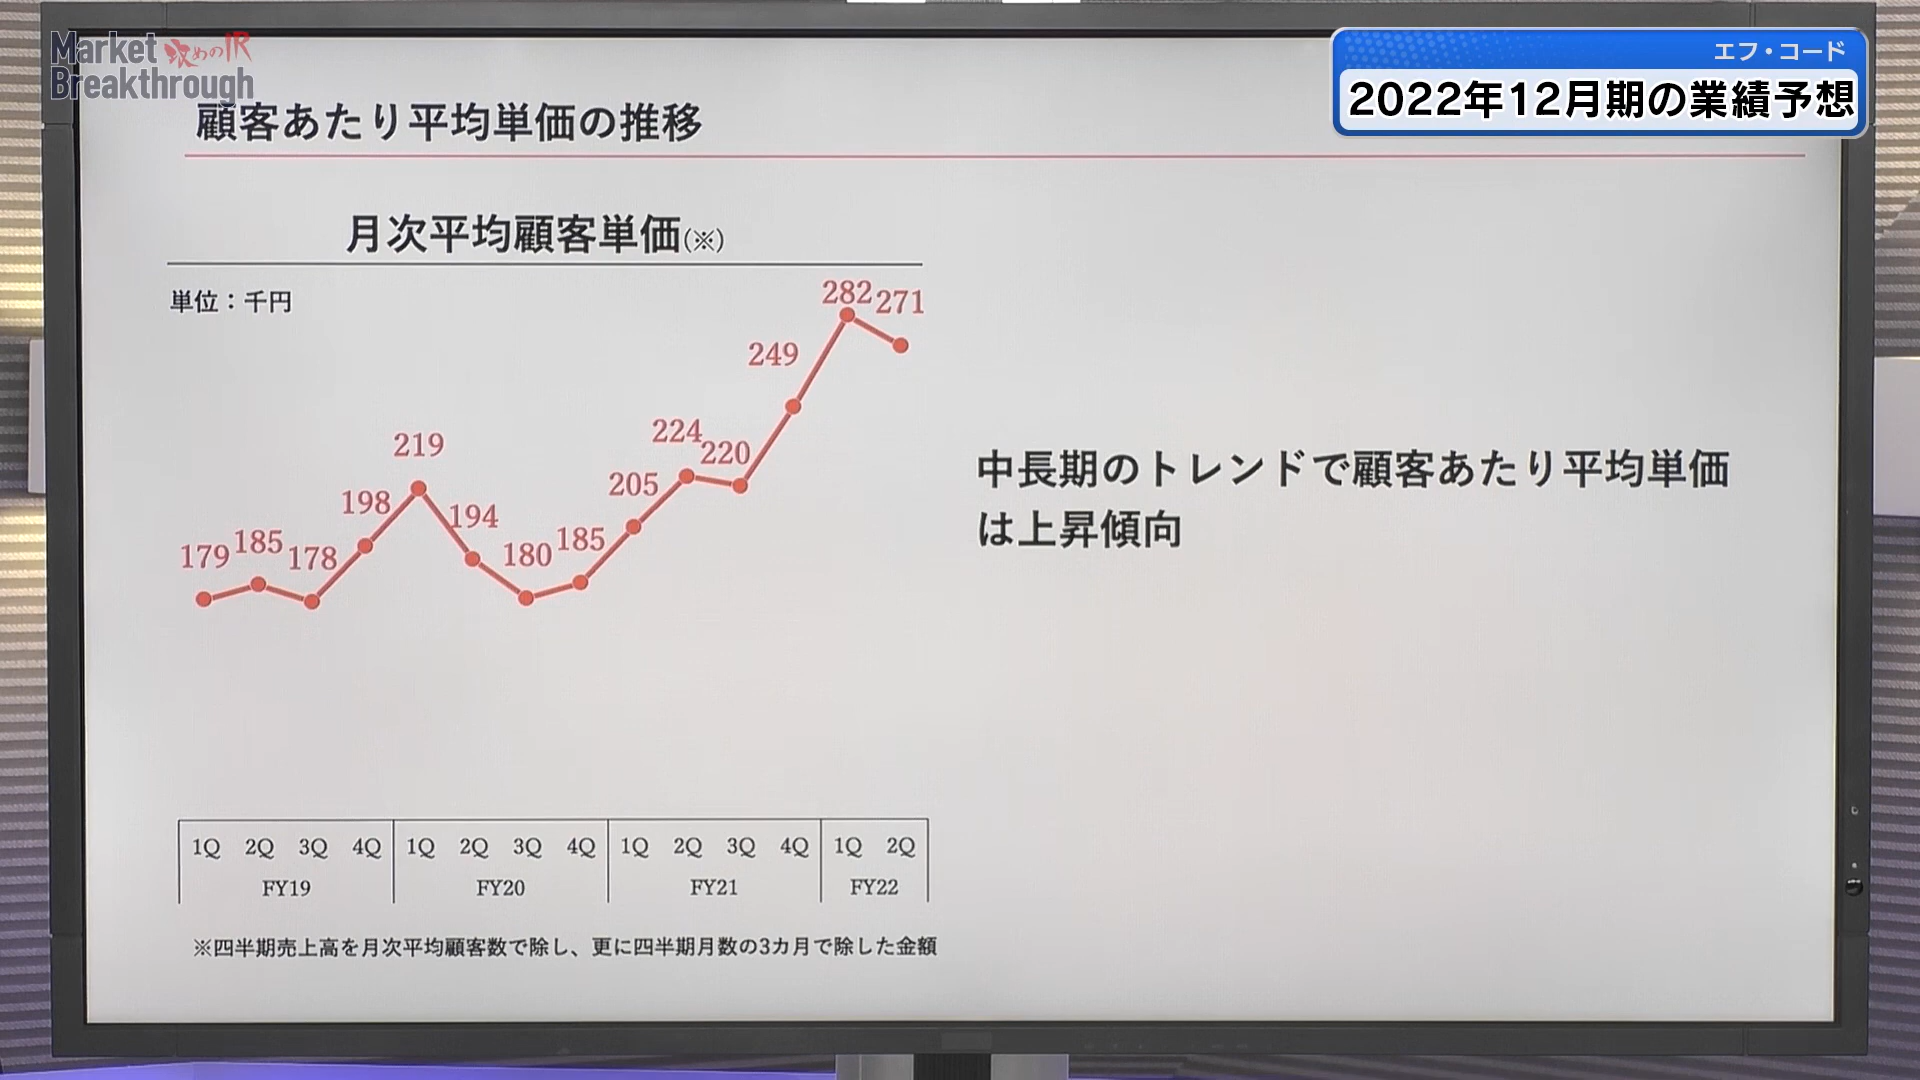 Market 攻めのIR
Breakthrough
エフ・コード
2022年12月期の業績予想
顧客あたり平均単価の推移
月次平均顧客単価(※)
単位：千円
179 185 178 198 219 194 180 185 205 224 220 249 282 271
中長期のトレンドで顧客あたり平均単価
は上昇傾向
1Q 2Q 3Q 4Q 1Q 2Q 3Q 4Q 1Q 2Q 3Q 4Q 1Q 2Q
FY19 FY20 FY21 FY22
※四半期売上高を月次平均顧客数で除し、更に四半期月数の3カ月で除した金額